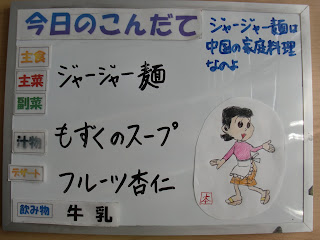 今日のこんだて
ジャージャー麺は
中国の家庭料理
なのよ
主食
主菜
ジャージャー麺
副菜
汁物
もずくのスープ
デザート
フルーツ杏仁
飲み物
牛乳